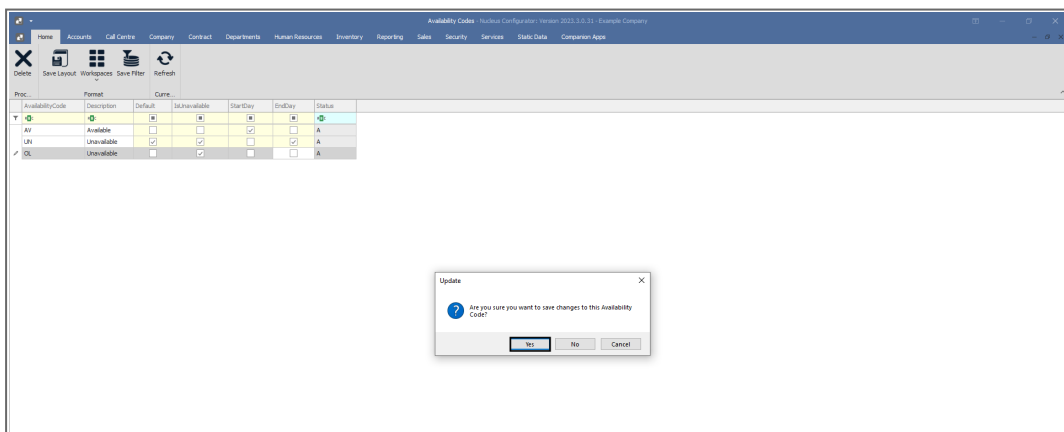 Availability Codes - Nucleus Configurator: Version 2023.3.0.31 - Example Company
Home Accounts Call Centre Company Contract Departments Human Resources Inventory Reporting Sales Security Services Static Data Companion Apps
Delete Save Layout Workspaces Save Filter Refresh
Proc... Format Curre...
AvailabilityCode Description Default IsUnavailable StartDay EndDay Status
AV Available A
UN Unavailable A
OL Unavailable A
Update
Are you sure you want to save changes to this Availability
Code?
Yes No Cancel